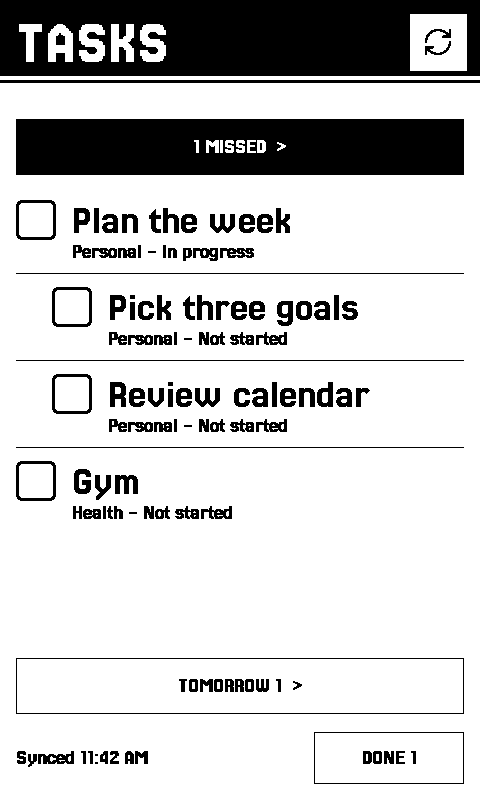 TASKS
1 MISSED >
Plan the week
Personal - In progress
Pick three goals
Personal - Not started
Review calendar
Personal - Not started
Gym
Health - Not started
TOMORROW 1 >
Synced 11:42 AM
DONE 1